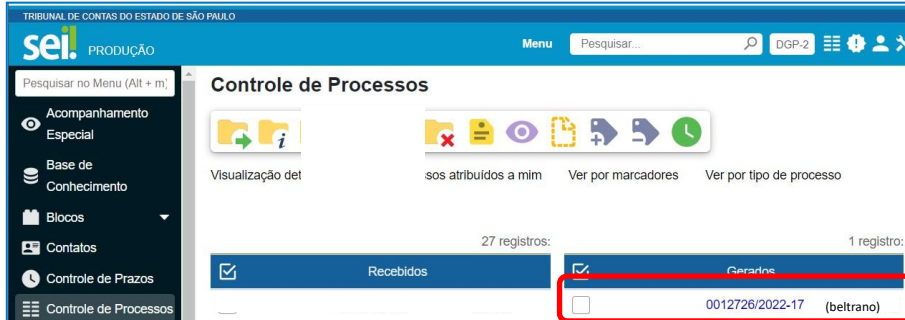 TRIBUNAL DE CONTAS DO ESTADO DE SÃO PAULO
sei! PRODUÇÃO
Menu
Pesquisar...
DGP-2
Pesquisar no Menu (Alt + m)
Controle de Processos
Acompanhamento
Especial
Base de
Conhecimento
Visualização det
sos atribuídos a mim
Ver por marcadores
Ver por tipo de processo
Blocos
Contatos
27 registros:
1 registro:
Controle de Prazos
Recebidos
Gerados
Controle de Processos
0012726/2022-17 (beltrano)